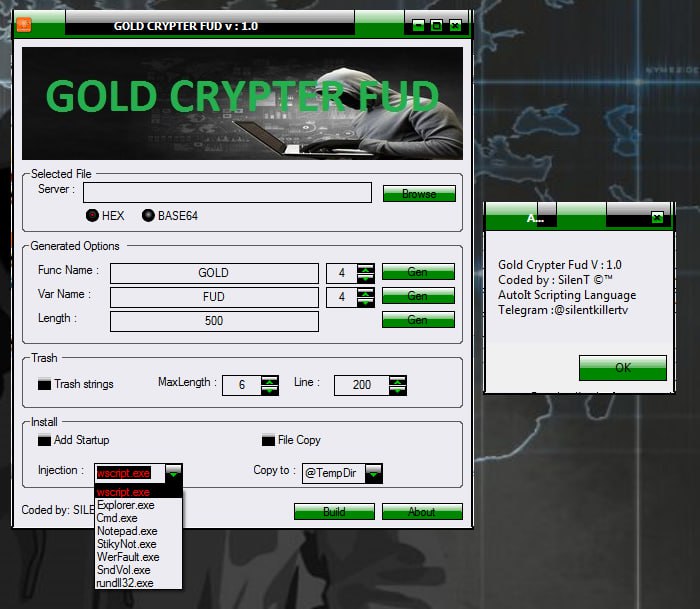 GOLD CRYPTER FUD v : 1.0
GOLD CRYPTER FUD
Selected File
Server :
Browse
HEX BASE64
Generated Options
Func Name : GOLD 4 Gen
Var Name : FUD 4 Gen
Length : 500 Gen
Trash
Trash strings MaxLength : 6 Line : 200
Install
Add Startup File Copy
Injection : wscript.exe Copy to : @TempDir
wscript.exe
Explorer.exe
Cmd.exe
Notepad.exe
StikyNot.exe
WerFault.exe
SndVol.exe
rundll32.exe
Coded by: SILE Build About
A...
Gold Crypter Fud V : 1.0
Coded by : SilenT ©™
AutoIt Scripting Language
Telegram :@silentkillertv
OK